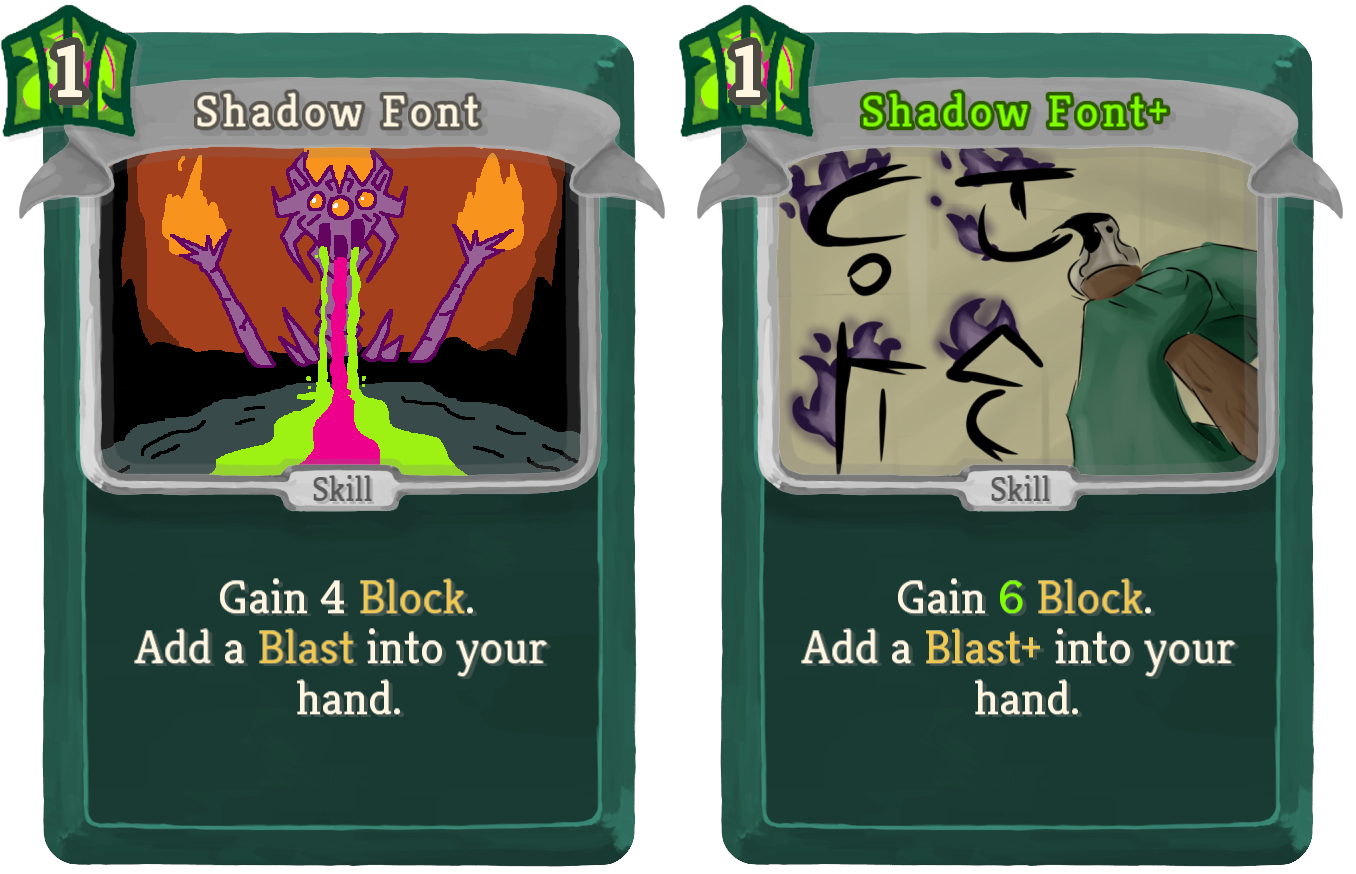 1
Shadow Font
Skill
Gain 4 Block.
Add a Blast into your
hand.
1
Shadow Font+
Skill
Gain 6 Block.
Add a Blast+ into your
hand.